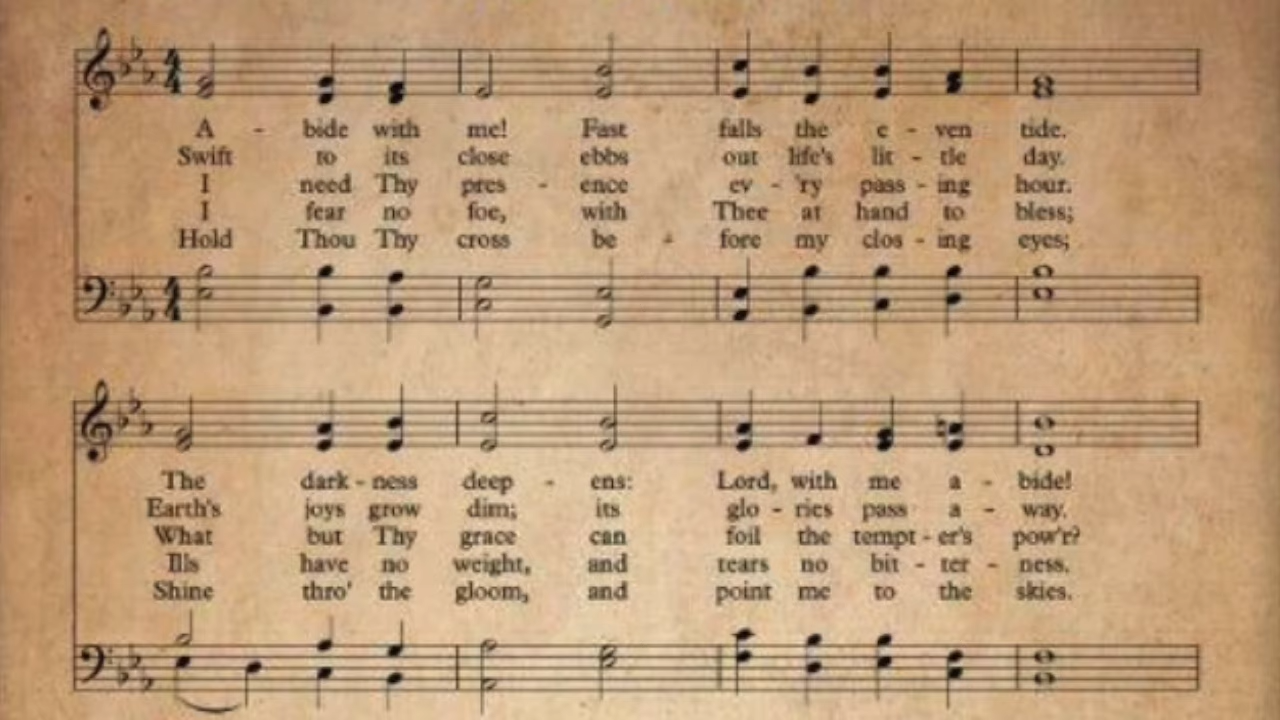 A - bide with me! Fast falls the e - ven tide.
Swift to its close ebbs out life's lit - tle day.
I need Thy pres - ence ev - 'ry pass - ing hour.
I fear no foe, with Thee at hand to bless;
Hold Thou Thy cross be - fore my clos - ing eyes;
The dark - ness deep - ens: Lord, with me a - bide!
Earth's joys grow dim; its glo - ries pass a - way.
What but Thy grace can foil the tempt - er's pow'r?
Ills have no weight, and tears no bit - ter - ness.
Shine thro' the gloom, and point me to the skies.